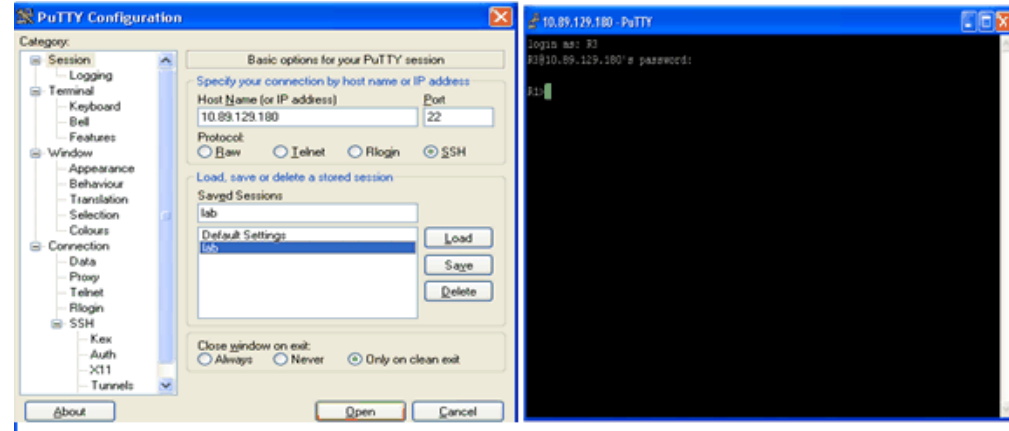 PuTTY Configuration
Category:
Session
Logging
Terminal
Keyboard
Bell
Features
Window
Appearance
Behaviour
Translation
Selection
Colours
Connection
Data
Proxy
Telnet
Rlogin
SSH
Kex
Auth
X11
Tunnels
Basic options for your PuTTY session
Specify your connection by host name or IP address
Host Name (or IP address) Port
10.89.129.180 22
Protocol:
Raw Telnet Rlogin SSH
Load, save or delete a stored session
Saved Sessions
lab
Default Settings
lab
Load
Save
Delete
Close window on exit:
Always Never Only on clean exit
About Open Cancel
10.89.129.180 - PuTTY
login as: R3
R3@10.89.129.180's password:
R1>